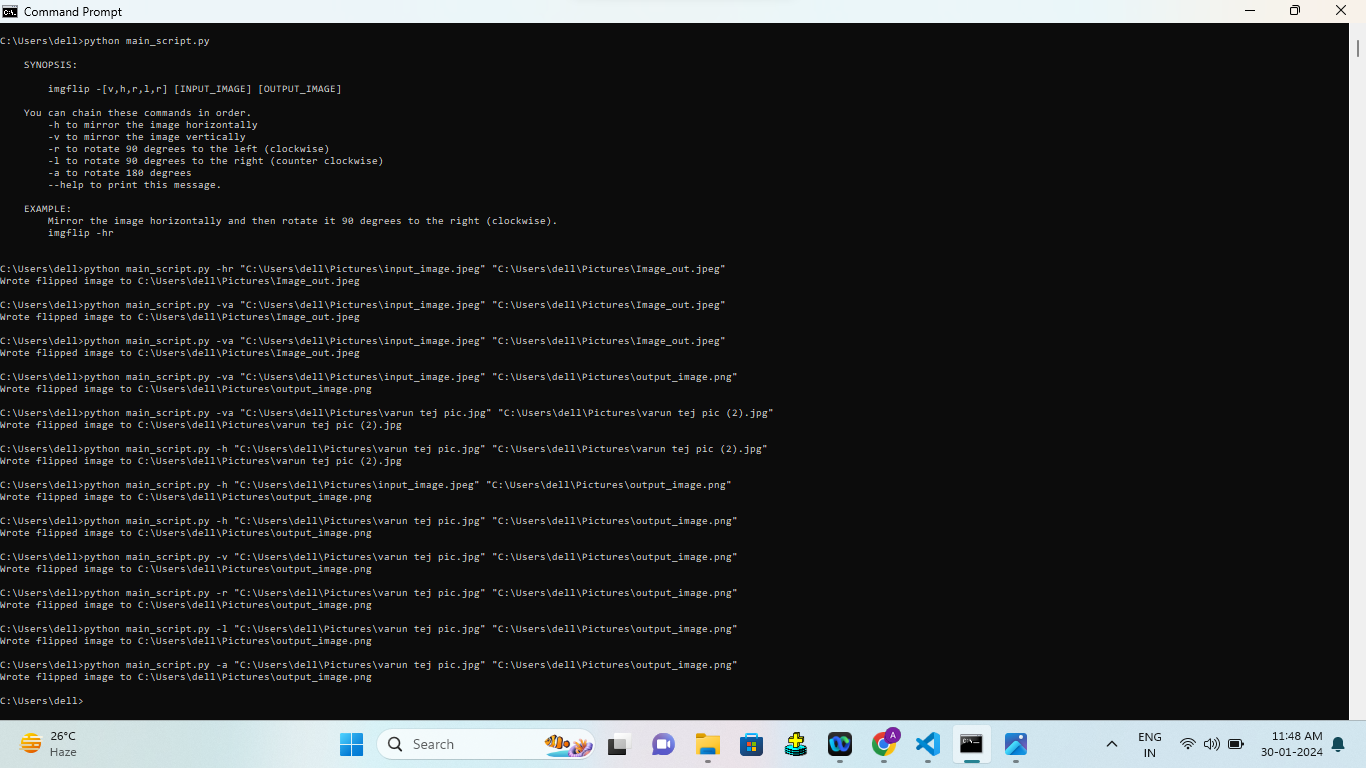 Command Prompt
C:\Users\dell>python main_script.py
SYNOPSIS:
imgflip -[v,h,r,l,r] [INPUT_IMAGE] [OUTPUT_IMAGE]
You can chain these commands in order.
-h to mirror the image horizontally
-v to mirror the image vertically
-r to rotate 90 degrees to the left (clockwise)
-l to rotate 90 degrees to the right (counter clockwise)
-a to rotate 180 degrees
--help to print this message.
EXAMPLE:
Mirror the image horizontally and then rotate it 90 degrees to the right (clockwise).
imgflip -hr
C:\Users\dell>python main_script.py -hr "C:\Users\dell\Pictures\input_image.jpeg" "C:\Users\dell\Pictures\Image_out.jpeg"
Wrote flipped image to C:\Users\dell\Pictures\Image_out.jpeg
C:\Users\dell>python main_script.py -va "C:\Users\dell\Pictures\input_image.jpeg" "C:\Users\dell\Pictures\Image_out.jpeg"
Wrote flipped image to C:\Users\dell\Pictures\Image_out.jpeg
C:\Users\dell>python main_script.py -va "C:\Users\dell\Pictures\input_image.jpeg" "C:\Users\dell\Pictures\Image_out.jpeg"
Wrote flipped image to C:\Users\dell\Pictures\Image_out.jpeg
C:\Users\dell>python main_script.py -va "C:\Users\dell\Pictures\input_image.jpeg" "C:\Users\dell\Pictures\output_image.png"
Wrote flipped image to C:\Users\dell\Pictures\output_image.png
C:\Users\dell>python main_script.py -va "C:\Users\dell\Pictures\varun tej pic.jpg" "C:\Users\dell\Pictures\varun tej pic (2).jpg"
Wrote flipped image to C:\Users\dell\Pictures\varun tej pic (2).jpg
C:\Users\dell>python main_script.py -h "C:\Users\dell\Pictures\varun tej pic.jpg" "C:\Users\dell\Pictures\varun tej pic (2).jpg"
Wrote flipped image to C:\Users\dell\Pictures\varun tej pic (2).jpg
C:\Users\dell>python main_script.py -h "C:\Users\dell\Pictures\input_image.jpeg" "C:\Users\dell\Pictures\output_image.png"
Wrote flipped image to C:\Users\dell\Pictures\output_image.png
C:\Users\dell>python main_script.py -h "C:\Users\dell\Pictures\varun tej pic.jpg" "C:\Users\dell\Pictures\output_image.png"
Wrote flipped image to C:\Users\dell\Pictures\output_image.png
C:\Users\dell>python main_script.py -v "C:\Users\dell\Pictures\varun tej pic.jpg" "C:\Users\dell\Pictures\output_image.png"
Wrote flipped image to C:\Users\dell\Pictures\output_image.png
C:\Users\dell>python main_script.py -r "C:\Users\dell\Pictures\varun tej pic.jpg" "C:\Users\dell\Pictures\output_image.png"
Wrote flipped image to C:\Users\dell\Pictures\output_image.png
C:\Users\dell>python main_script.py -l "C:\Users\dell\Pictures\varun tej pic.jpg" "C:\Users\dell\Pictures\output_image.png"
Wrote flipped image to C:\Users\dell\Pictures\output_image.png
C:\Users\dell>python main_script.py -a "C:\Users\dell\Pictures\varun tej pic.jpg" "C:\Users\dell\Pictures\output_image.png"
Wrote flipped image to C:\Users\dell\Pictures\output_image.png
C:\Users\dell>
26°C
Haze
Search
A
ENG
IN
11:48 AM
30-01-2024